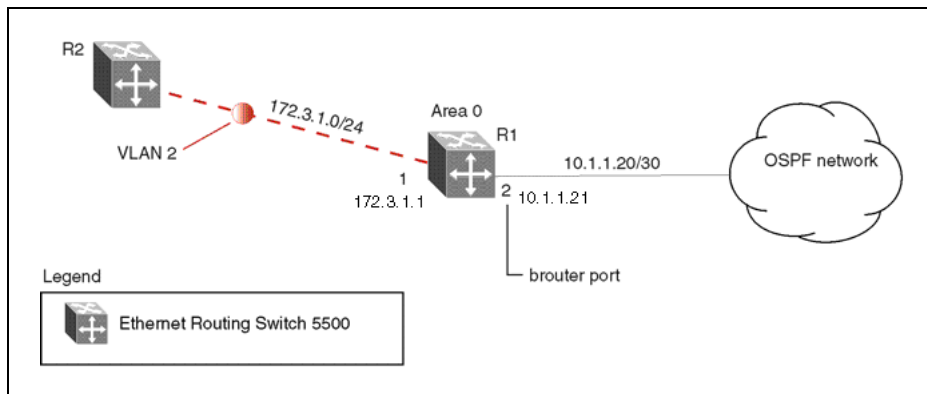 R2
172.3.1.0/24
VLAN 2
Area 0
R1
1
172.3.1.1
2
10.1.1.21
10.1.1.20/30
OSPF network
brouter port
Legend
Ethernet Routing Switch 5500